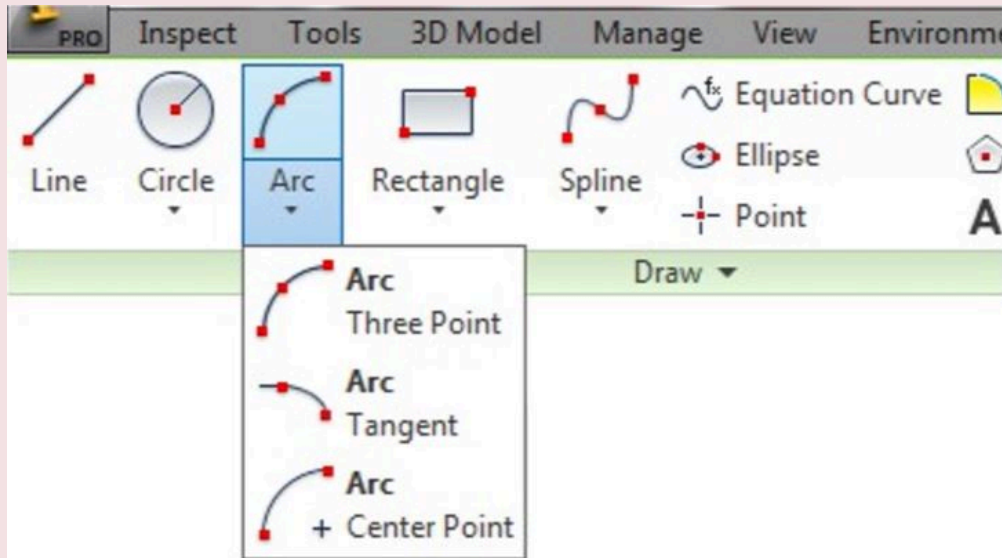 PRO Inspect Tools 3D Model Manage View
Line Circle Arc Rectangle Spline
fx Equation Curve
Ellipse
Point
A
Draw
Arc
Three Point
Arc
Tangent
Arc
Center Point